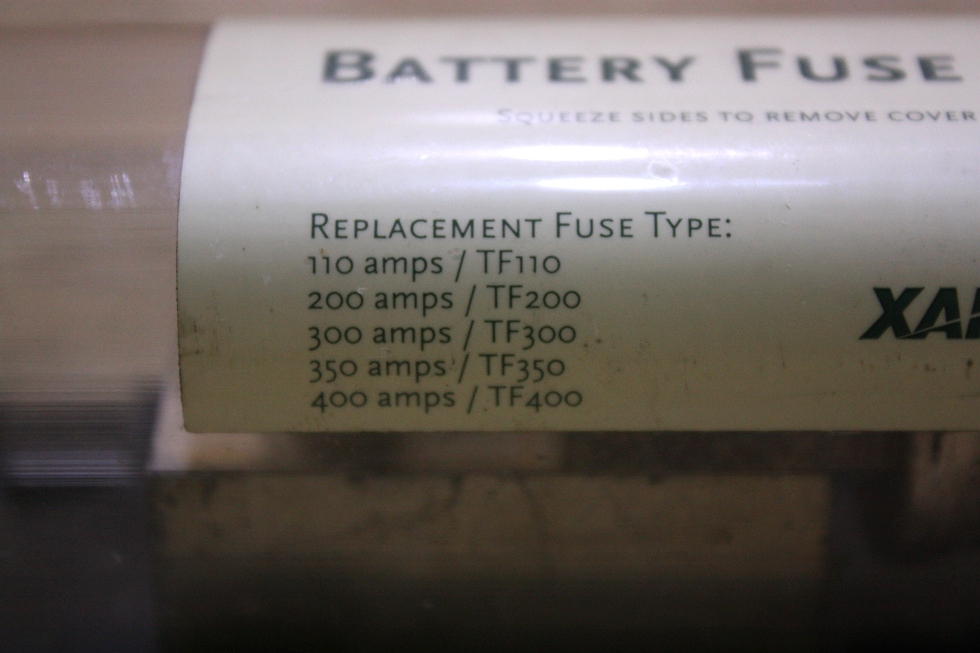 BATTERY FUSE
SQUEEZE SIDES TO REMOVE COVER
REPLACEMENT FUSE TYPE:
110 amps / TF110
200 amps / TF200
300 amps / TF300
350 amps / TF350
400 amps / TF400